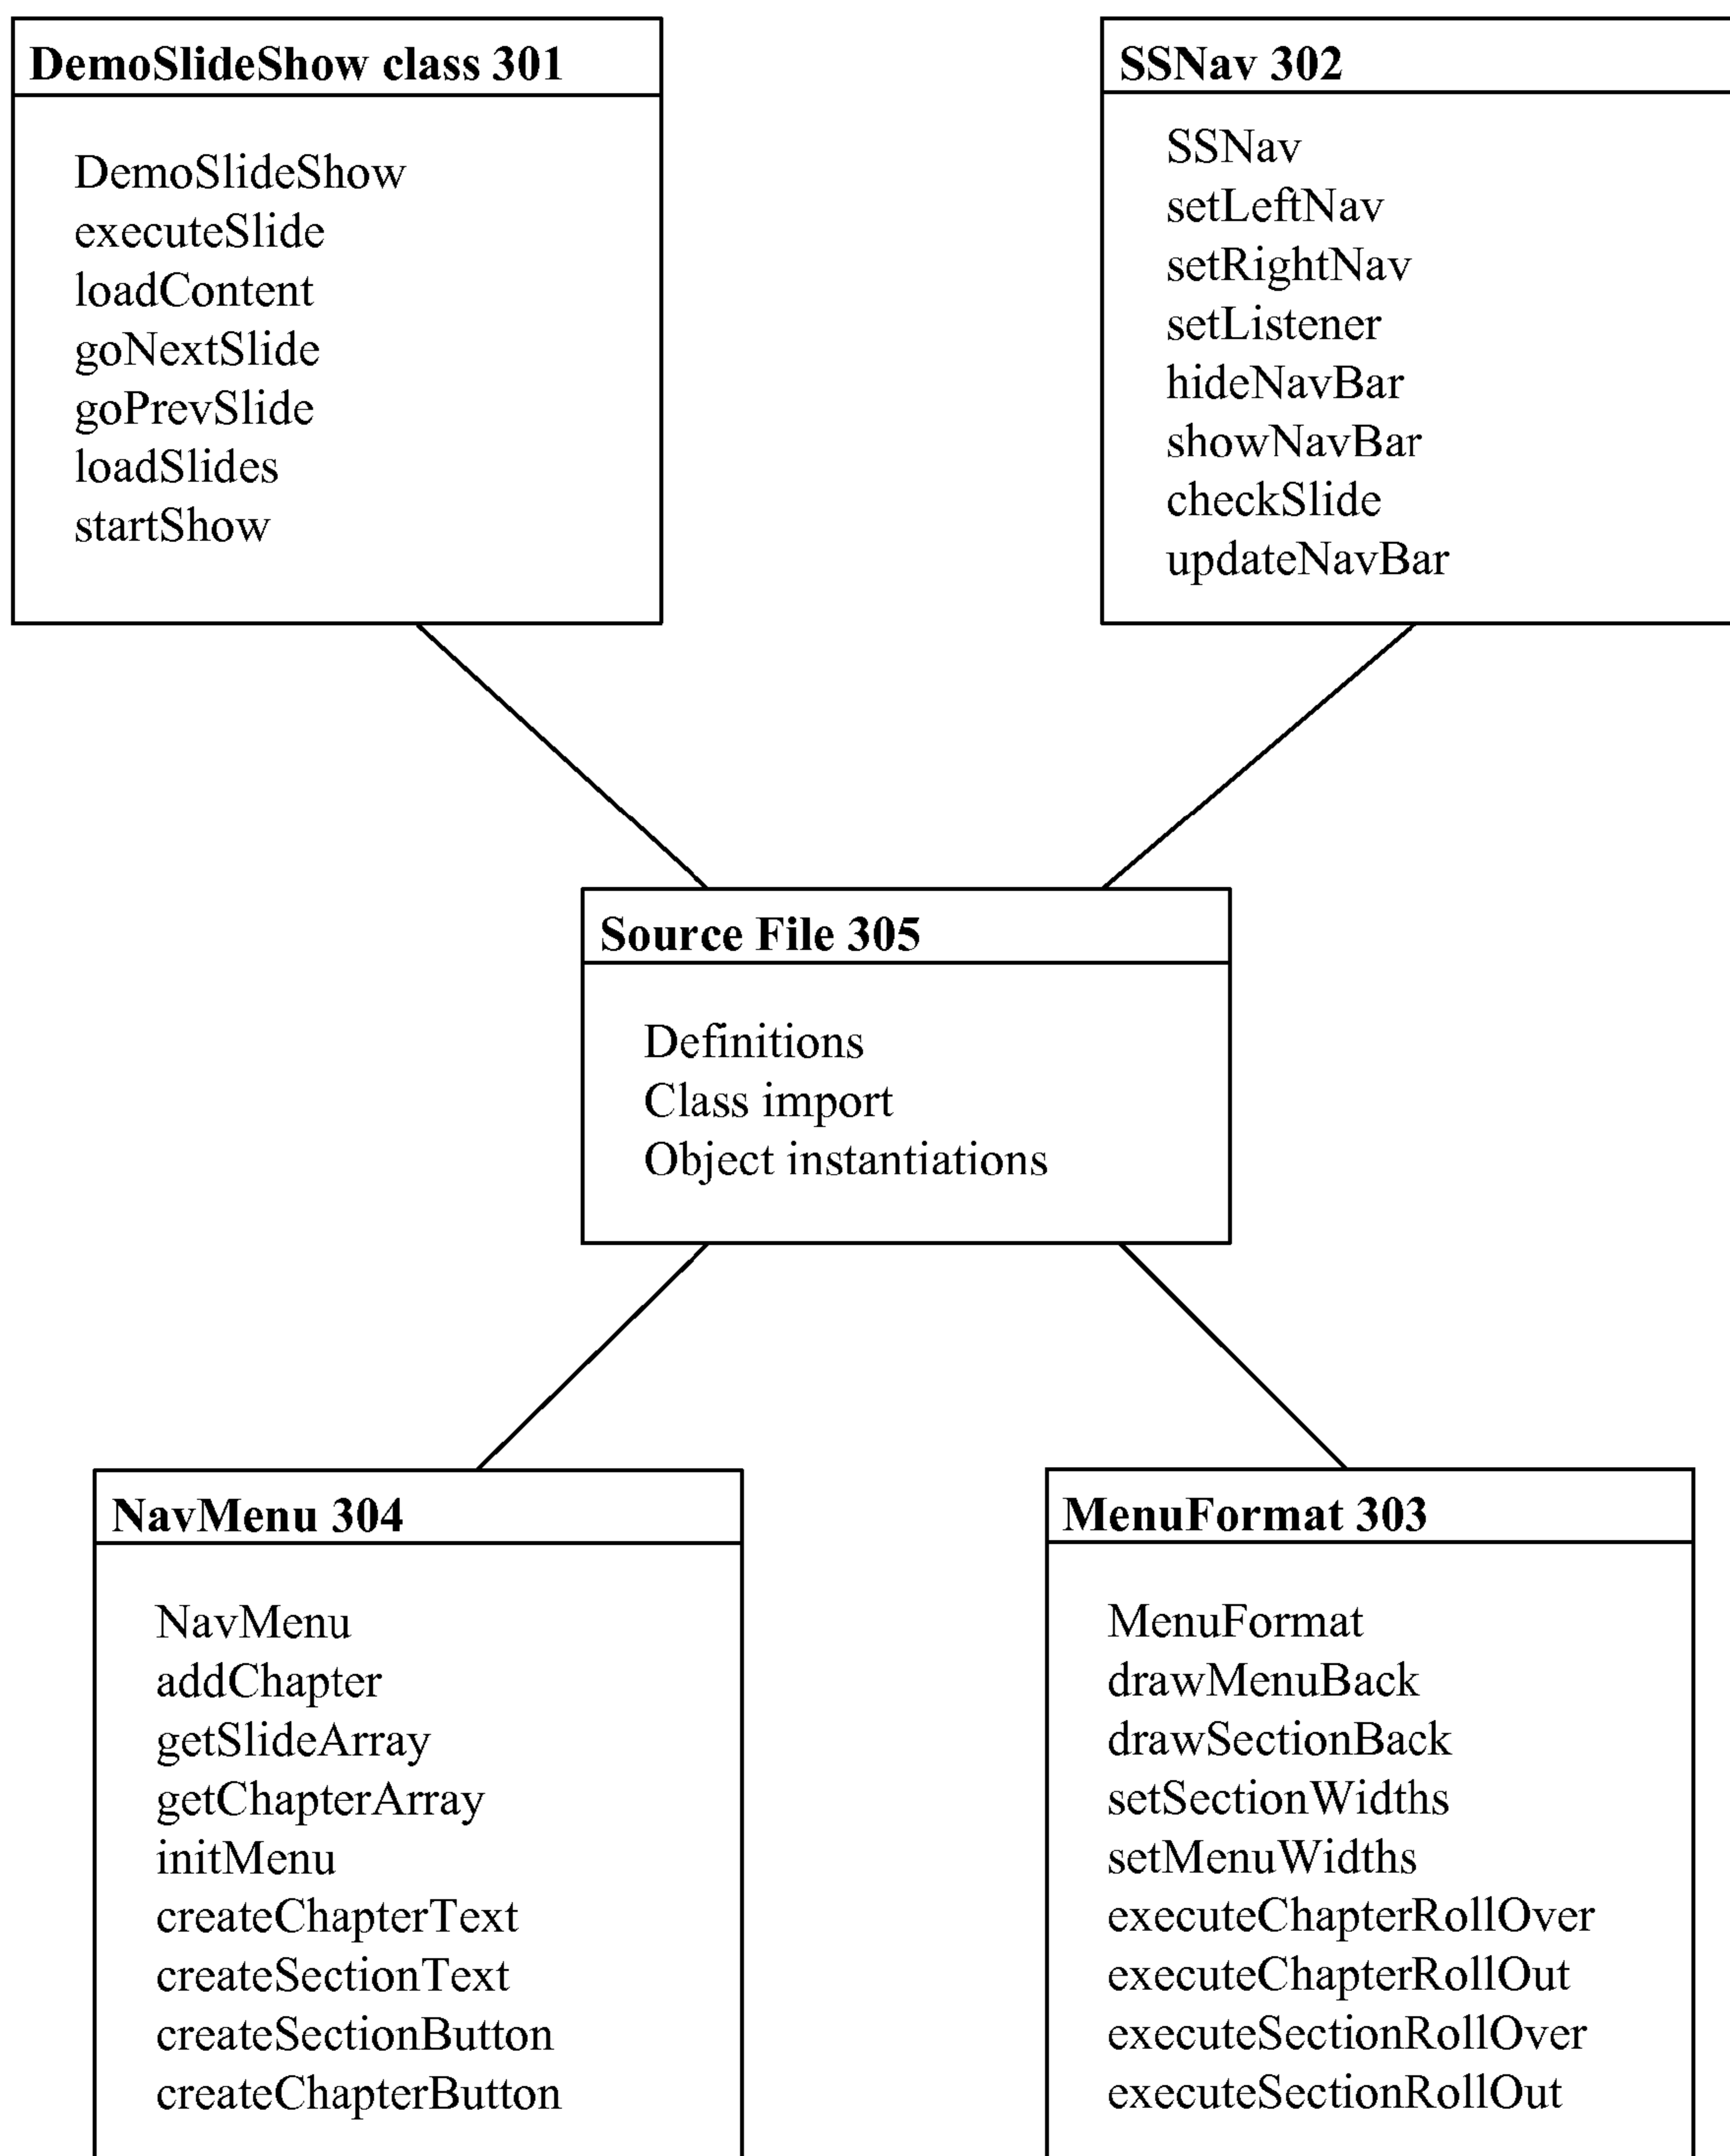 DemoSlideShow class 301
DemoSlideShow
executeSlide
loadContent
goNextSlide
goPrevSlide
loadSlides
startShow
SSNav 302
SSNav
setLeftNav
setRightNav
setListener
hideNavBar
showNavBar
checkSlide
updateNavBar
Source File 305
Definitions
Class import
Object instantiations
NavMenu 304
NavMenu
addChapter
getSlideArray
getChapterArray
initMenu
createChapterText
createSectionText
createSectionButton
createChapterButton
MenuFormat 303
MenuFormat
drawMenuBack
drawSectionBack
setSectionWidths
setMenuWidths
executeChapterRollOver
executeChapterRollOut
executeSectionRollOver
executeSectionRollOut